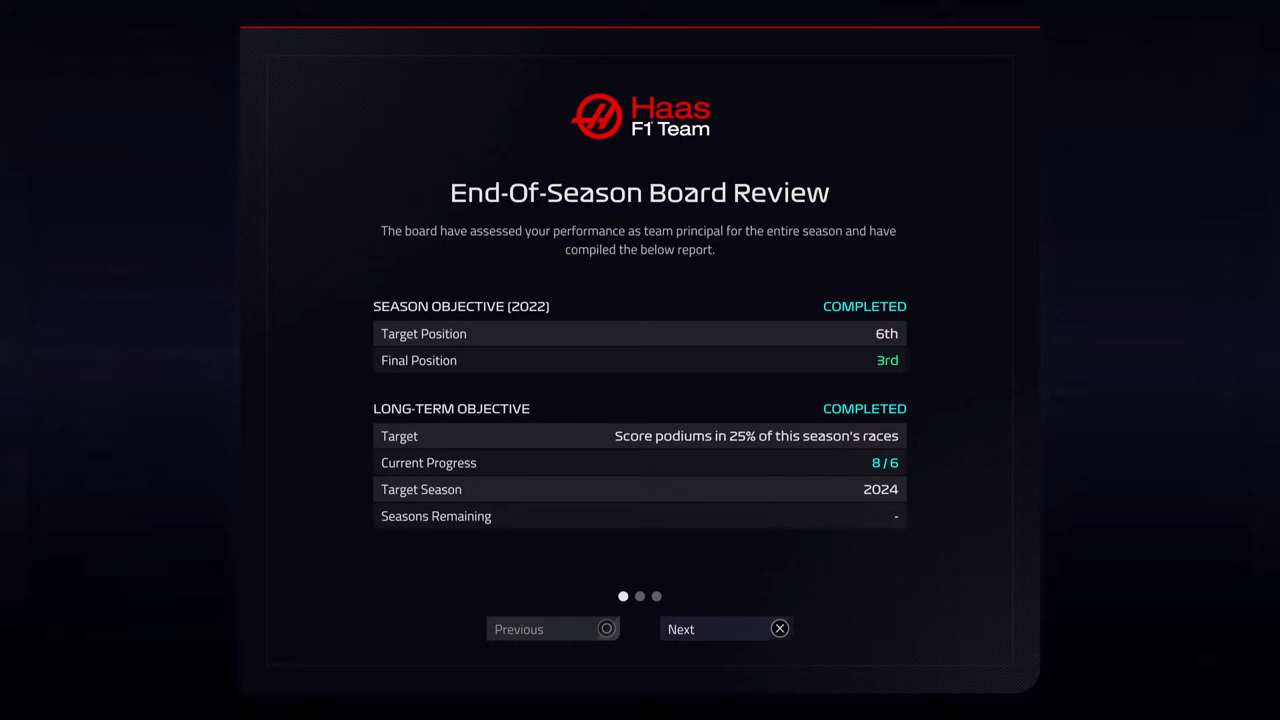 Haas
F1 Team
End-Of-Season Board Review
The board have assessed your performance as team principal for the entire season and have
compiled the below report.
SEASON OBJECTIVE (2022) COMPLETED
Target Position 6th
Final Position 3rd
LONG-TERM OBJECTIVE COMPLETED
Target Score podiums in 25% of this season's races
Current Progress 8 / 6
Target Season 2024
Seasons Remaining -
Previous Next